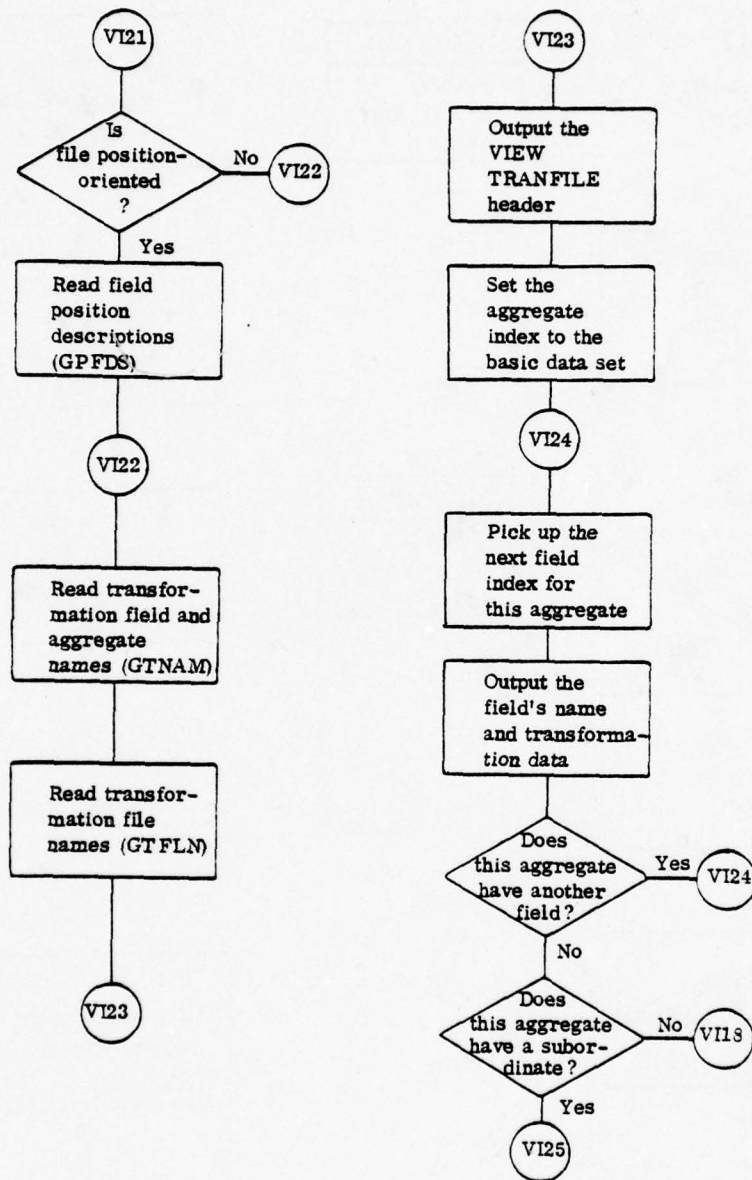 VI21
Is
file position-
oriented
?
No
VI22
Yes
Read field
position
descriptions
(GPFDS)
VI22
Read transfor-
mation field and
aggregate
names (GTNAM)
Read transfor-
mation file
names (GTFLN)
VI23
VI23
Output the
VIEW
TRANFILE
header
Set the
aggregate
index to the
basic data set
VI24
Pick up the
next field
index for
this aggregate
Output the
field's name
and transforma-
tion data
Does
this aggregate
have another
field?
Yes
VI24
No
Does
this aggregate
have a subor-
dinate?
No
VI18
Yes
VI25